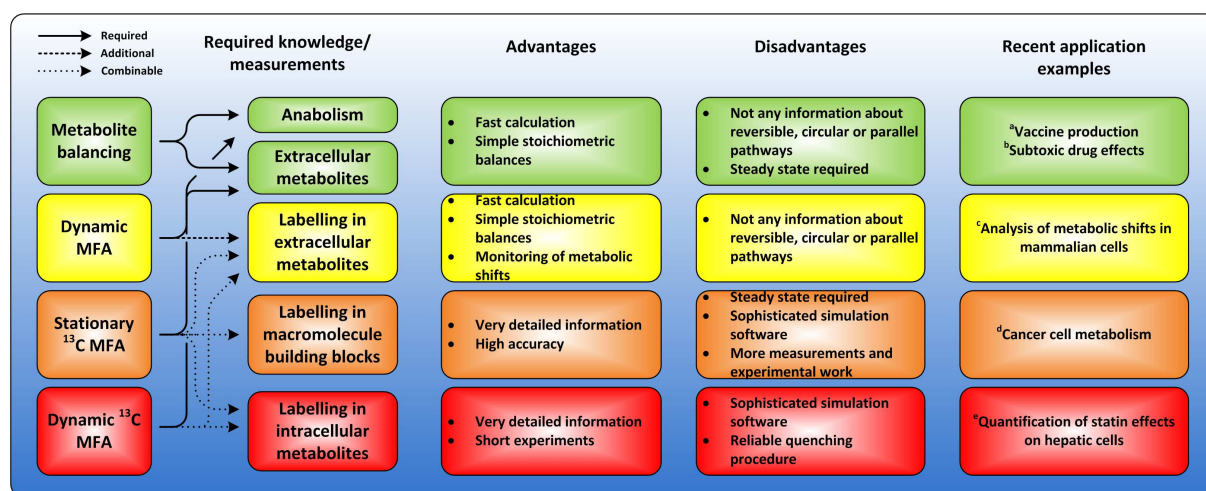 Required
Additional
Combinable
Required knowledge/
measurements
Advantages
Disadvantages
Recent application
examples
Metabolite
balancing
Anabolism
Extracellular
metabolites
• Fast calculation
• Simple stoichiometric
balances
• Not any information about
reversible, circular or parallel
pathways
• Steady state required
ᵃVaccine production
ᵇSubtoxic drug effects
Dynamic
MFA
Labelling in
extracellular
metabolites
• Fast calculation
• Simple stoichiometric
balances
• Monitoring of metabolic
shifts
• Not any information about
reversible, circular or parallel
pathways
ᶜAnalysis of metabolic shifts in
mammalian cells
Stationary
¹³C MFA
Labelling in
macromolecule
building blocks
• Very detailed information
• High accuracy
• Steady state required
• Sophisticated simulation
software
• More measurements and
experimental work
ᵈCancer cell metabolism
Dynamic ¹³C
MFA
Labelling in
intracellular
metabolites
• Very detailed information
• Short experiments
• Sophisticated simulation
software
• Reliable quenching
procedure
ᵉQuantification of statin effects
on hepatic cells